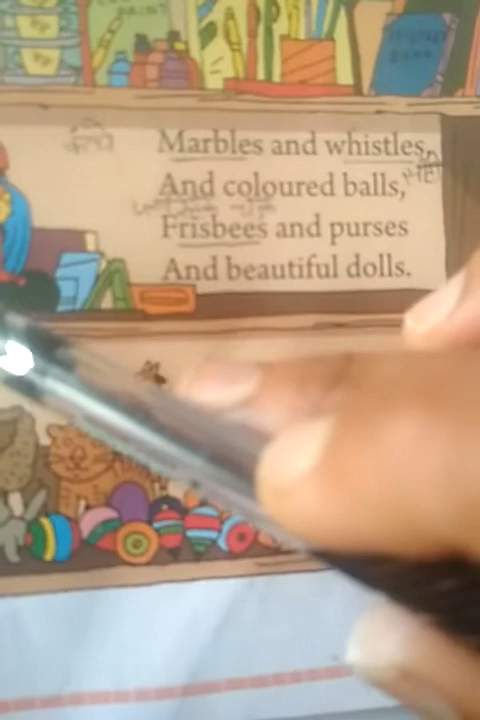 Marbles and whistles,
And coloured balls,
Frisbees and purses
And beautiful dolls.